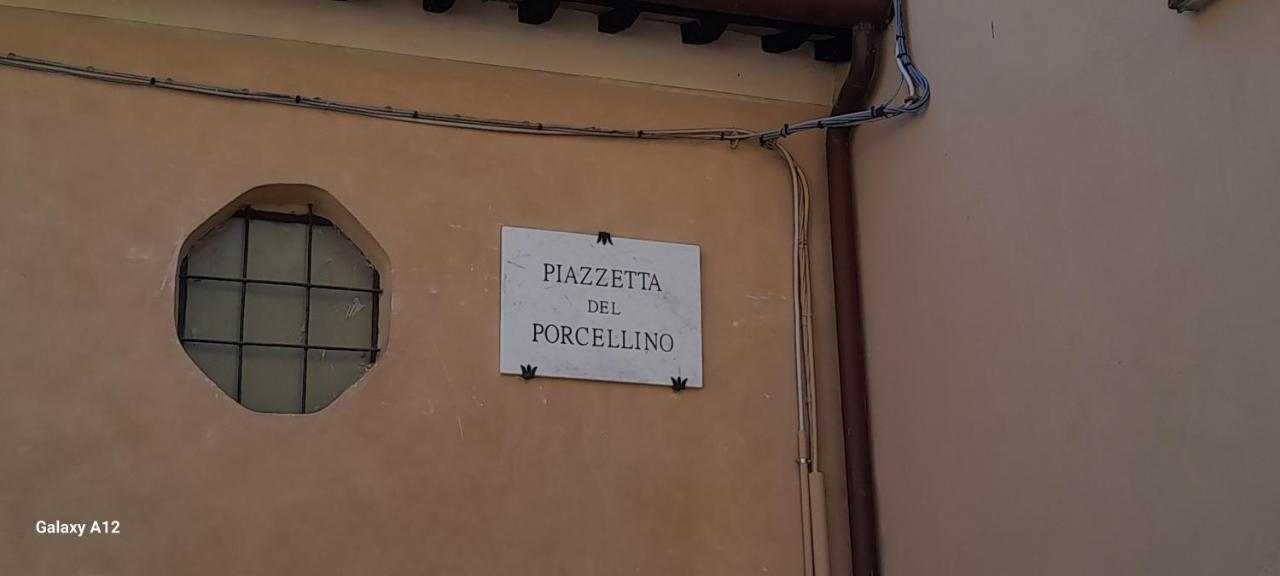 PIAZZETTA
DEL
PORCELLINO
Galaxy A12